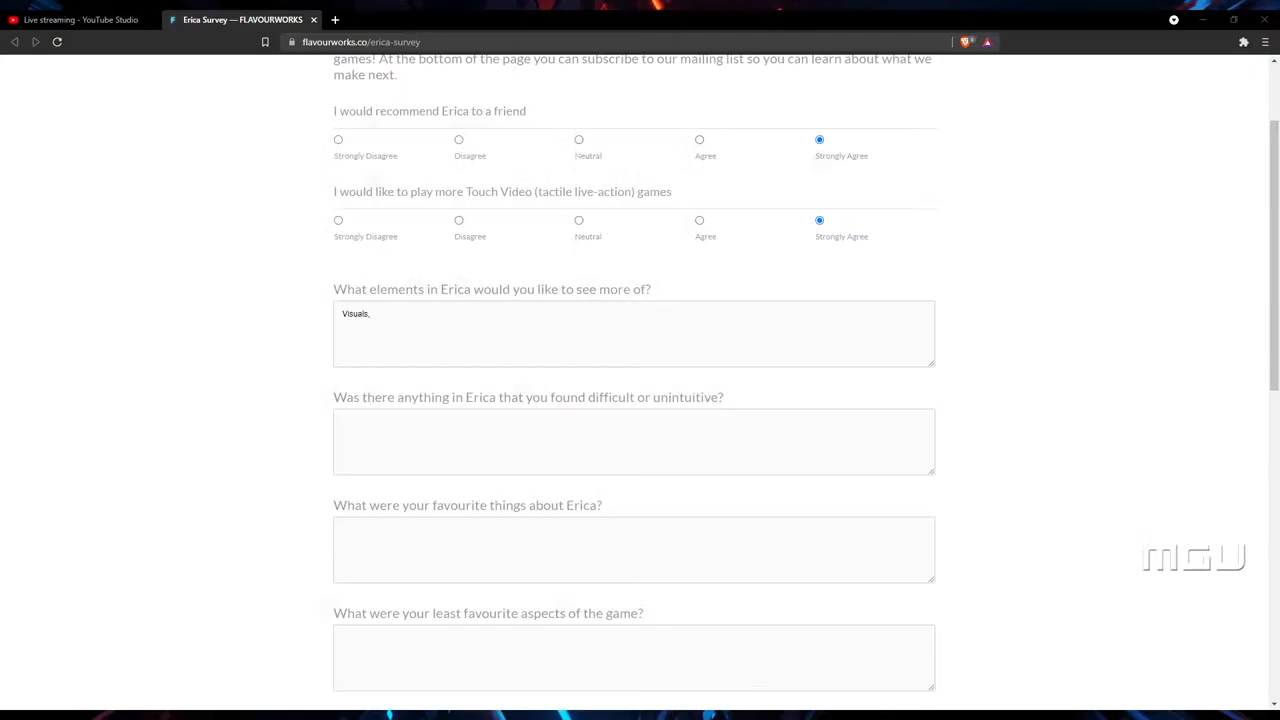 Live streaming - YouTube Studio
Erica Survey — FLAVOURWORKS
flavourworks.co/erica-survey
games! At the bottom of the page you can subscribe to our mailing list so you can learn about what we
make next.
I would recommend Erica to a friend
Strongly Disagree Disagree Neutral Agree Strongly Agree
I would like to play more Touch Video (tactile live-action) games
Strongly Disagree Disagree Neutral Agree Strongly Agree
What elements in Erica would you like to see more of?
Visuals,
Was there anything in Erica that you found difficult or unintuitive?
What were your favourite things about Erica?
MGU
What were your least favourite aspects of the game?